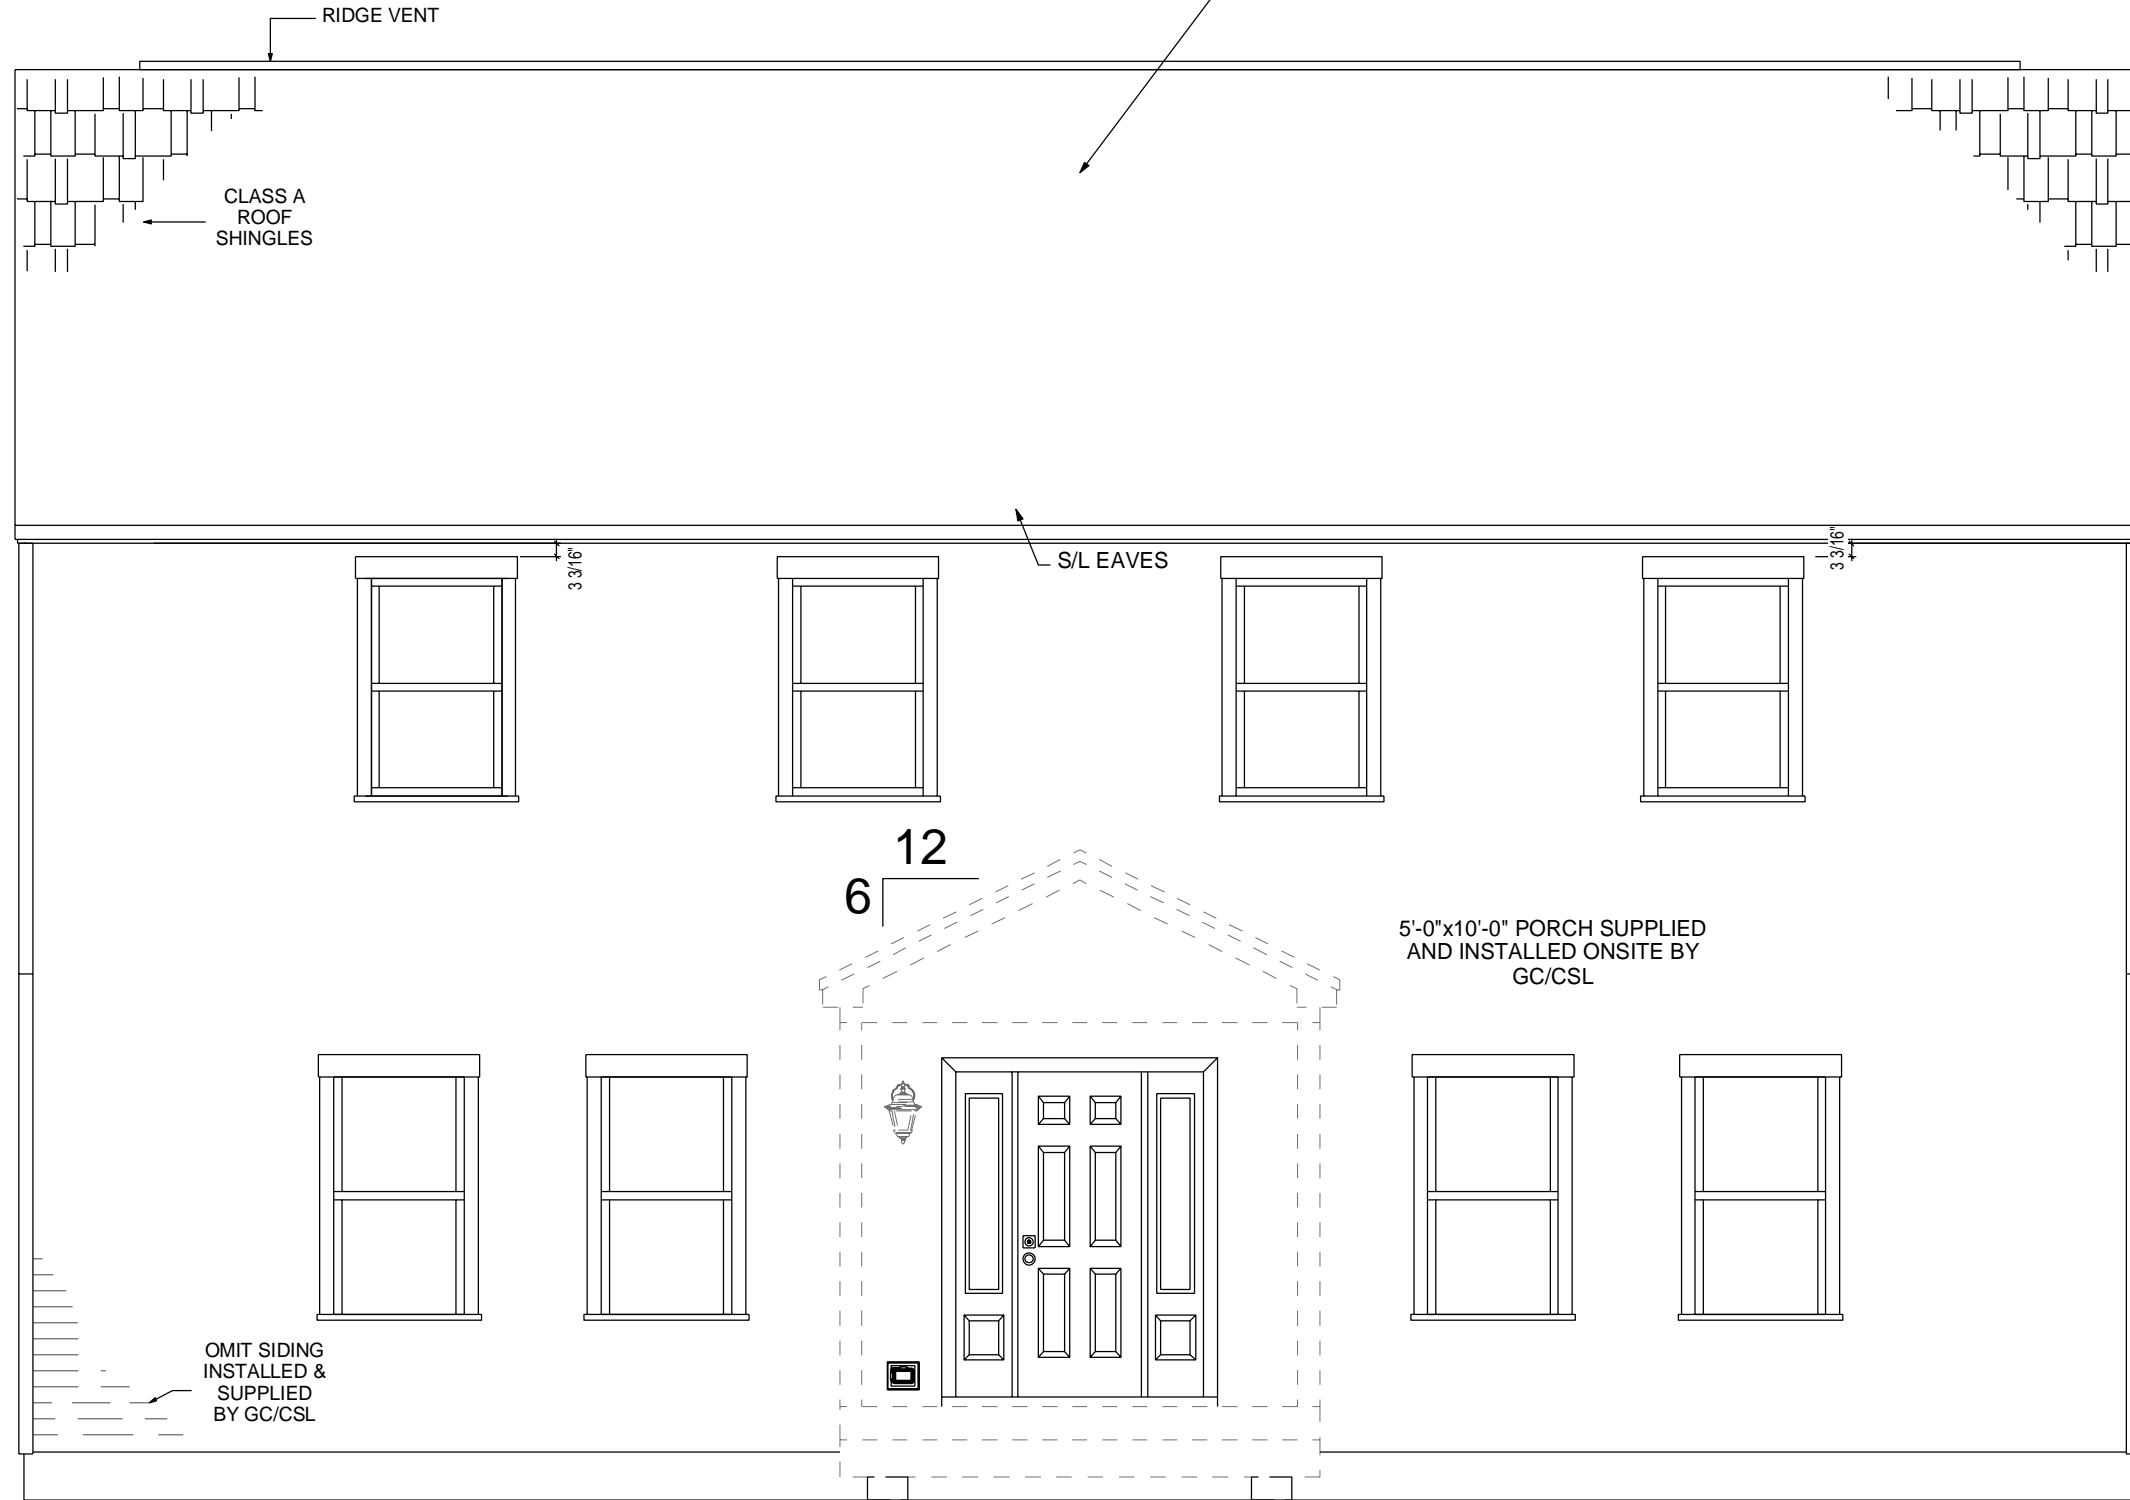 RIDGE VENT
CLASS A
ROOF
SHINGLES
3 3/16"
S/L EAVES
3 3/16"
12
6
5'-0"x10'-0" PORCH SUPPLIED
AND INSTALLED ONSITE BY
GC/CSL
OMIT SIDING
INSTALLED &
SUPPLIED
BY GC/CSL